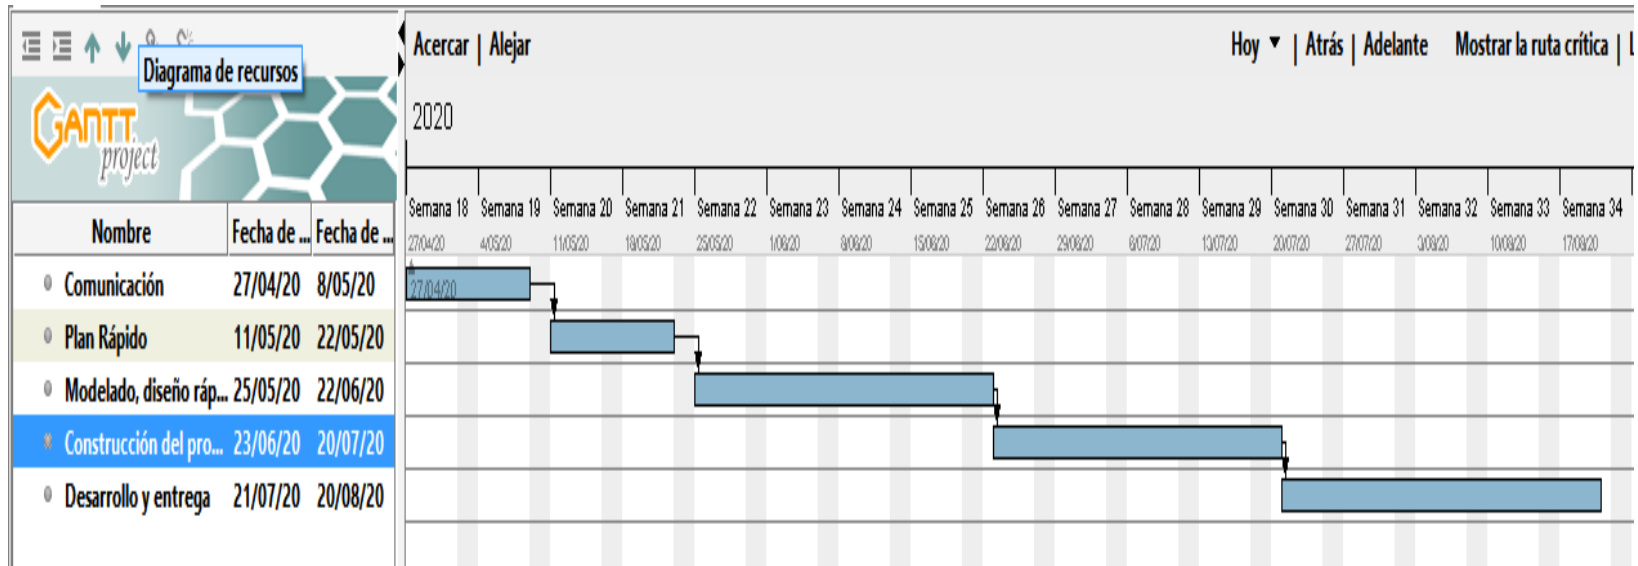 Diagrama de recursos
GANTT
project
Acercar | Alejar
Hoy ▼ | Atrás | Adelante Mostrar la ruta crítica |
2020
Nombre Fecha de ... Fecha de ...
Semana 18 Semana 19 Semana 20 Semana 21 Semana 22 Semana 23 Semana 24 Semana 25 Semana 26 Semana 27 Semana 28 Semana 29 Semana 30 Semana 31 Semana 32 Semana 33 Semana 34
27/04/20 4/05/20 11/05/20 18/05/20 25/05/20 1/06/20 8/06/20 15/06/20 22/06/20 29/06/20 6/07/20 13/07/20 20/07/20 27/07/20 3/08/20 10/08/20 17/08/20
Comunicación 27/04/20 8/05/20
27/04/20
Plan Rápido 11/05/20 22/05/20
Modelado, diseño ráp... 25/05/20 22/06/20
Construcción del pro... 23/06/20 20/07/20
Desarrollo y entrega 21/07/20 20/08/20